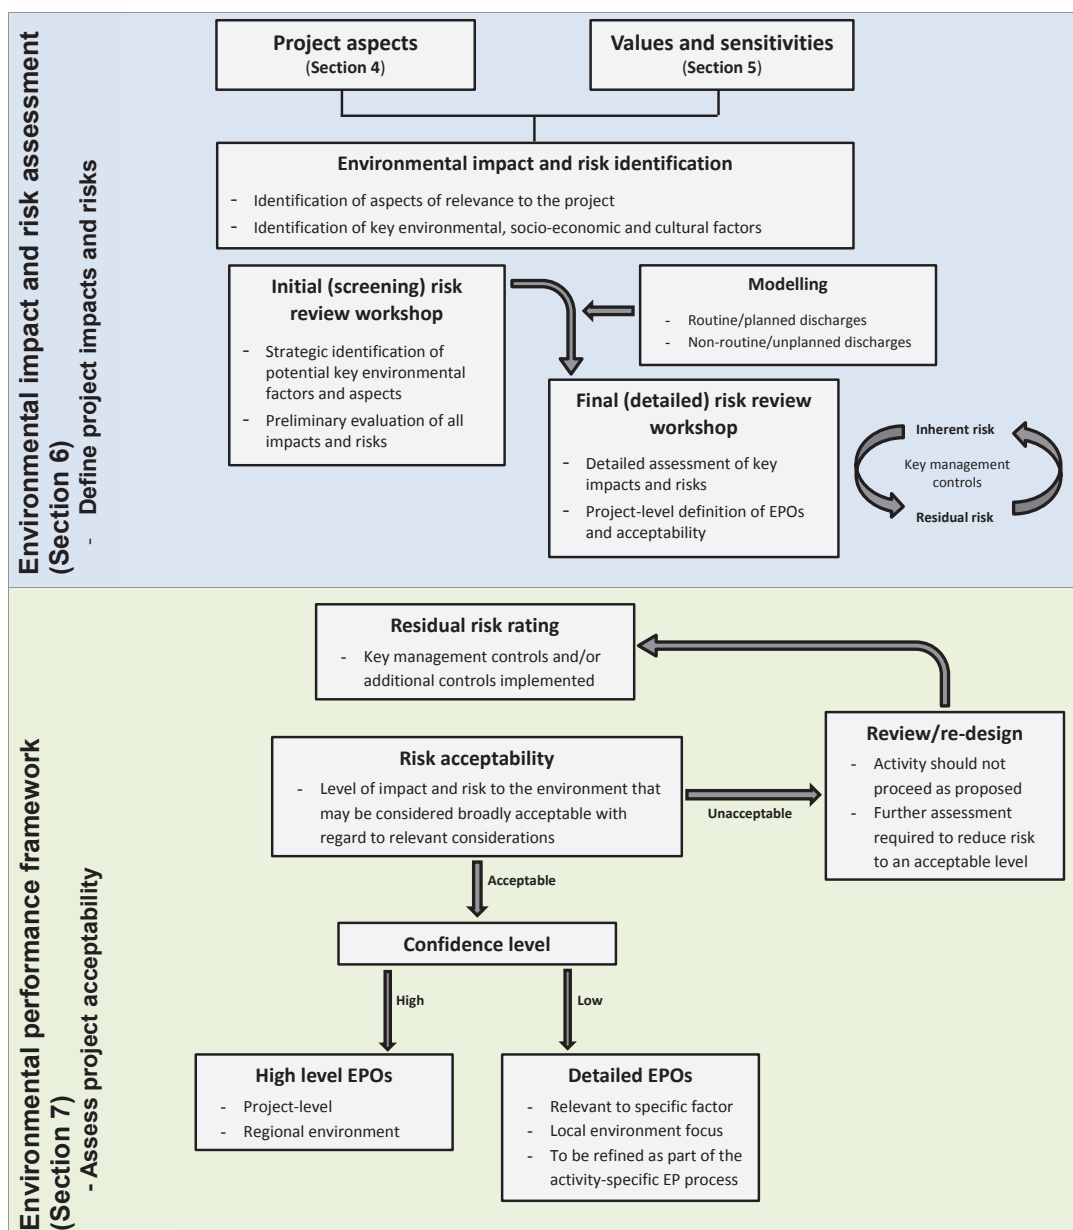 Environmental impact and risk assessment
(Section 6)
- Define project impacts and risks
Project aspects
(Section 4)
Values and sensitivities
(Section 5)
Environmental impact and risk identification
- Identification of aspects of relevance to the project
- Identification of key environmental, socio-economic and cultural factors
Initial (screening) risk
review workshop
- Strategic identification of
potential key environmental
factors and aspects
- Preliminary evaluation of all
impacts and risks
Modelling
- Routine/planned discharges
- Non-routine/unplanned discharges
Final (detailed) risk review
workshop
- Detailed assessment of key
impacts and risks
- Project-level definition of EPOs
and acceptability
Inherent risk
Key management
controls
Residual risk
Environmental performance framework
(Section 7)
- Assess project acceptability
Residual risk rating
- Key management controls and/or
additional controls implemented
Risk acceptability
- Level of impact and risk to the environment that
may be considered broadly acceptable with
regard to relevant considerations
Unacceptable
Review/re-design
- Activity should not
proceed as proposed
- Further assessment
required to reduce risk
to an acceptable level
Acceptable
Confidence level
High
Low
High level EPOs
- Project-level
- Regional environment
Detailed EPOs
- Relevant to specific factor
- Local environment focus
- To be refined as part of the
activity-specific EP process